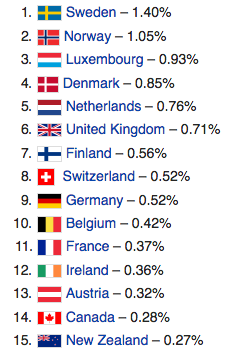 1. Sweden – 1.40%
2. Norway – 1.05%
3. Luxembourg – 0.93%
4. Denmark – 0.85%
5. Netherlands – 0.76%
6. United Kingdom – 0.71%
7. Finland – 0.56%
8. Switzerland – 0.52%
9. Germany – 0.52%
10. Belgium – 0.42%
11. France – 0.37%
12. Ireland – 0.36%
13. Austria – 0.32%
14. Canada – 0.28%
15. New Zealand – 0.27%